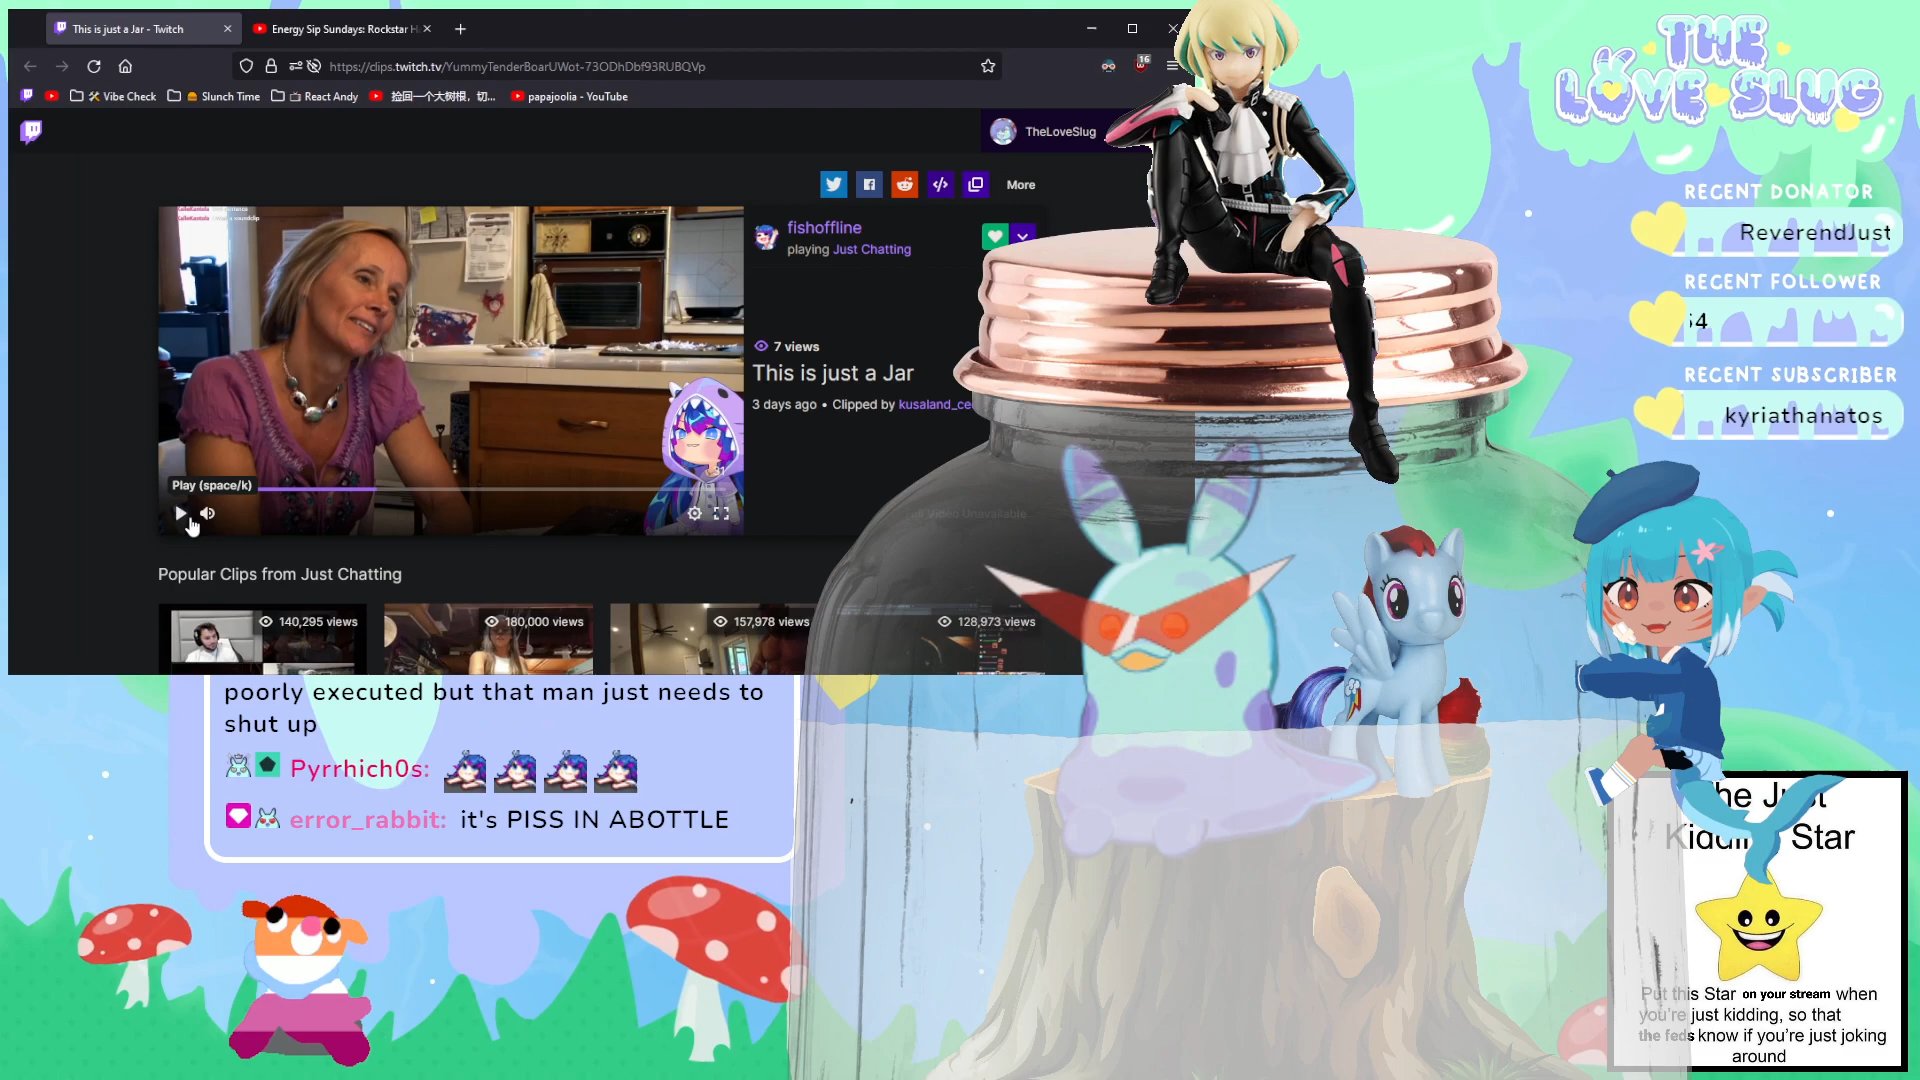 This is just a Jar - Twitch
Energy Sip Sundays: Rockstar H
https://clips.twitch.tv/YummyTenderBoarUWot-73ODhDbf93RUBQVp
16
Vibe Check
Slunch Time
React Andy
捡回一个大树根，切...
papajoolia - YouTube
TheLoveSlug
More
fishoffline
playing Just Chatting
7 views
This is just a Jar
3 days ago • Clipped by kusaland_ce
Play (space/k)
Popular Clips from Just Chatting
140,295 views
180,000 views
157,978 views
128,973 views
poorly executed but that man just needs to
shut up
Pyrrhich0s:
error_rabbit: it's PISS IN ABOTTLE
THE
LOVE SLUG
RECENT DONATOR
ReverendJust
RECENT FOLLOWER
54
RECENT SUBSCRIBER
kyriathanatos
The Just
Kidding Star
Put this Star on your stream when
you're just kidding, so that
the feds know if you're just joking
around